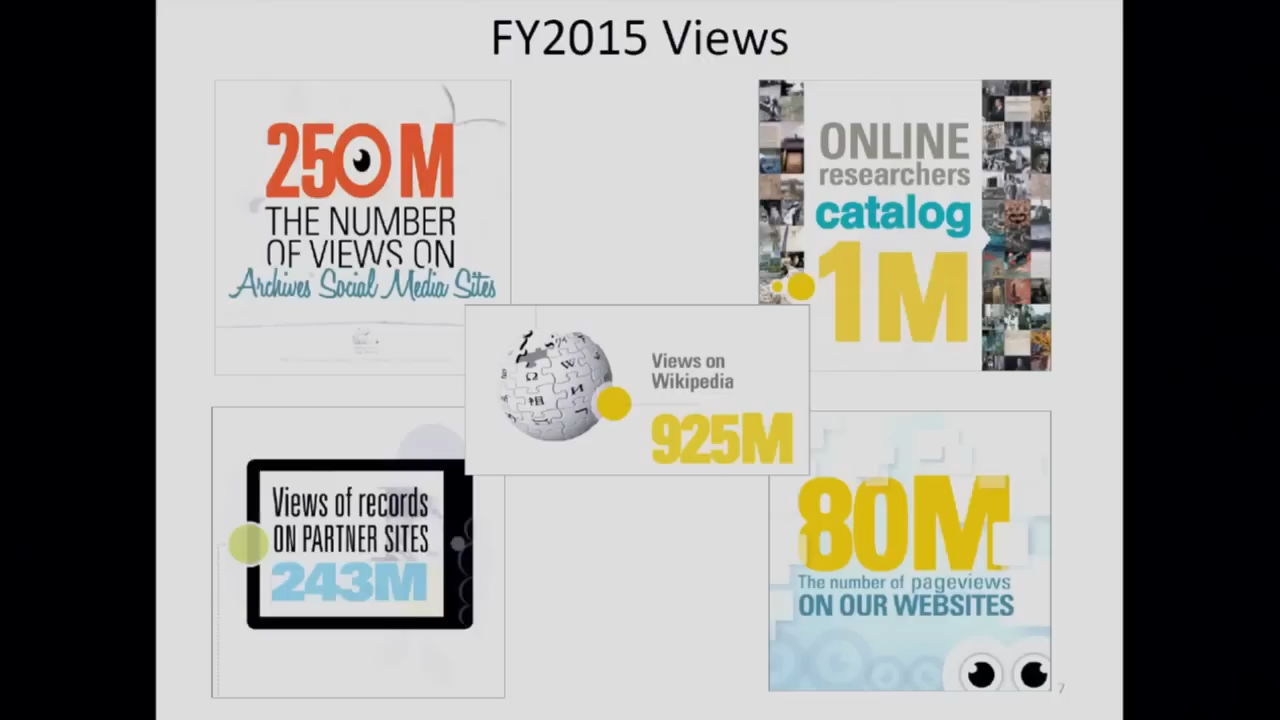 FY2015 Views
250 M
THE NUMBER
OF VIEWS ON
Archives Social Media Sites
ONLINE
researchers
catalog
1M
Views on
Wikipedia
925M
Views of records
ON PARTNER SITES
243M
80M
The number of pageviews
ON OUR WEBSITES
7